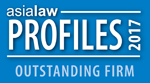 asialaw
PROFILES
2017
OUTSTANDING FIRM